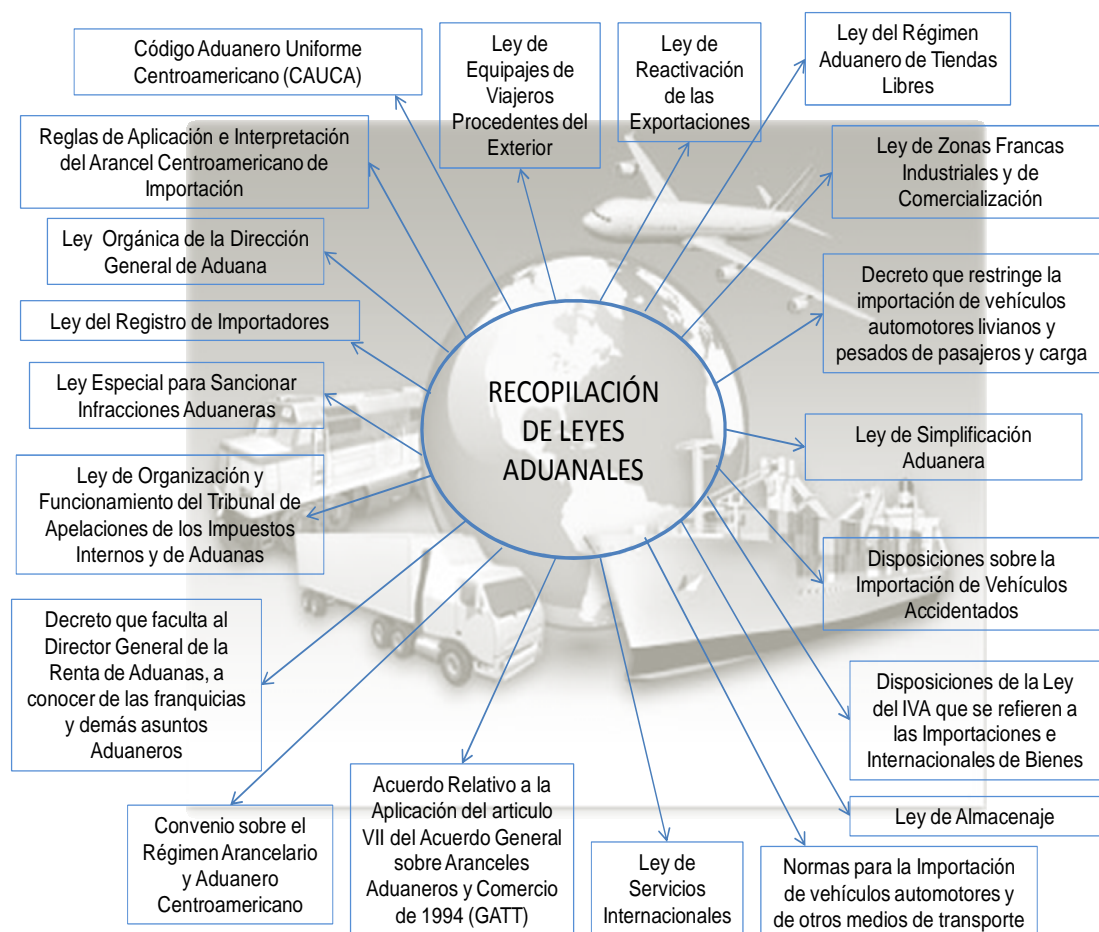 Código Aduanero Uniforme
Centroamericano (CAUCA)
Ley de
Equipajes de
Viajeros
Procedentes del
Exterior
Ley de
Reactivación
de las
Exportaciones
Ley del Régimen
Aduanero de Tiendas
Libres
Reglas de Aplicación e Interpretación
del Arancel Centroamericano de
Importación
Ley de Zonas Francas
Industriales y de
Comercialización
Ley Orgánica de la Dirección
General de Aduana
Decreto que restringe la
importación de vehículos
automotores livianos y
pesados de pasajeros y carga
Ley del Registro de Importadores
Ley Especial para Sancionar
Infracciones Aduaneras
RECOPILACIÓN
DE LEYES
ADUANALES
Ley de Simplificación
Aduanera
Ley de Organización y
Funcionamiento del Tribunal de
Apelaciones de los Impuestos
Internos y de Aduanas
Disposiciones sobre la
Importación de Vehículos
Accidentados
Decreto que faculta al
Director General de la
Renta de Aduanas, a
conocer de las franquicias
y demás asuntos
Aduaneros
Disposiciones de la Ley
del IVA que se refieren a
las Importaciones e
Internacionales de Bienes
Convenio sobre el
Régimen Arancelario
y Aduanero
Centroamericano
Acuerdo Relativo a la
Aplicación del articulo
VII del Acuerdo General
sobre Aranceles
Aduaneros y Comercio
de 1994 (GATT)
Ley de
Servicios
Internacionales
Ley de Almacenaje
Normas para la Importación
de vehículos automotores y
de otros medios de transporte